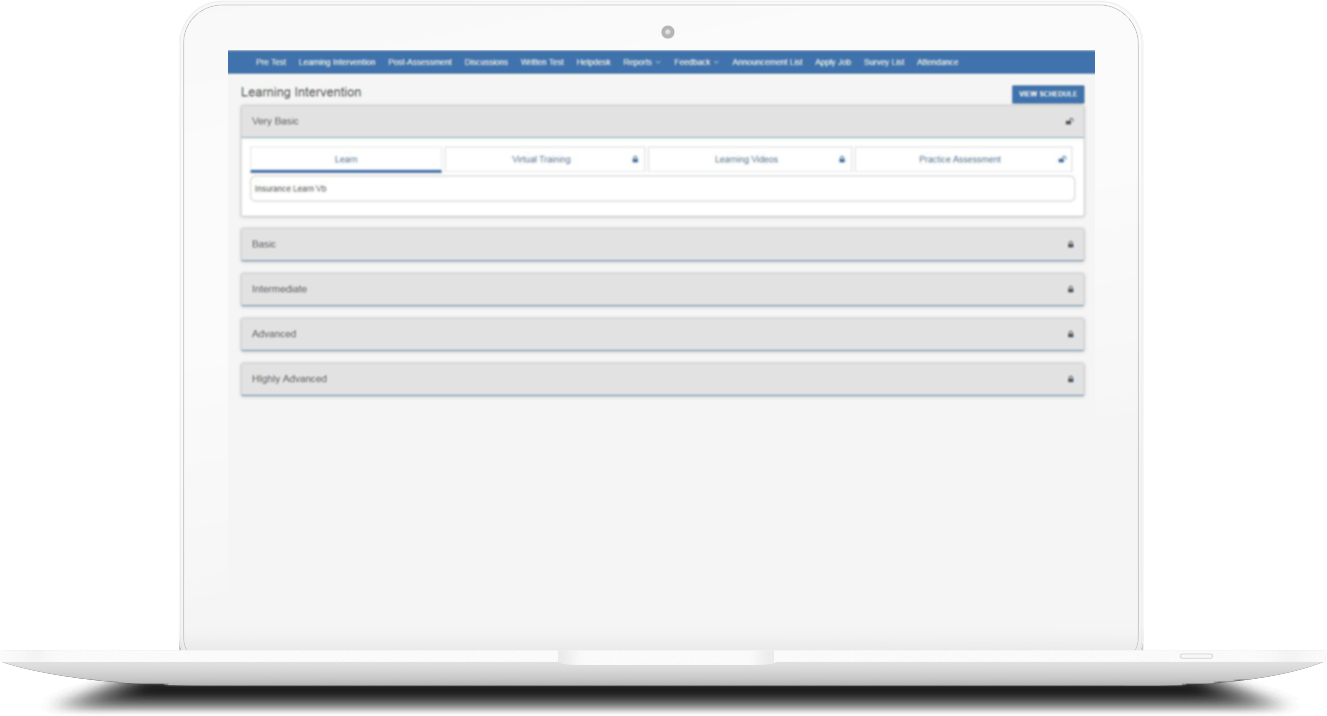 Pre Test Learning Intervention Post-Assessment Discussions Written Test Helpdesk Reports Feedback Announcement List Apply Job Survey List Attendance
Learning Intervention
VIEW SCHEDULE
Very Basic
Learn Virtual Training Learning Videos Practice Assessment
Insurance Learn Vb
Basic
Intermediate
Advanced
Highly Advanced